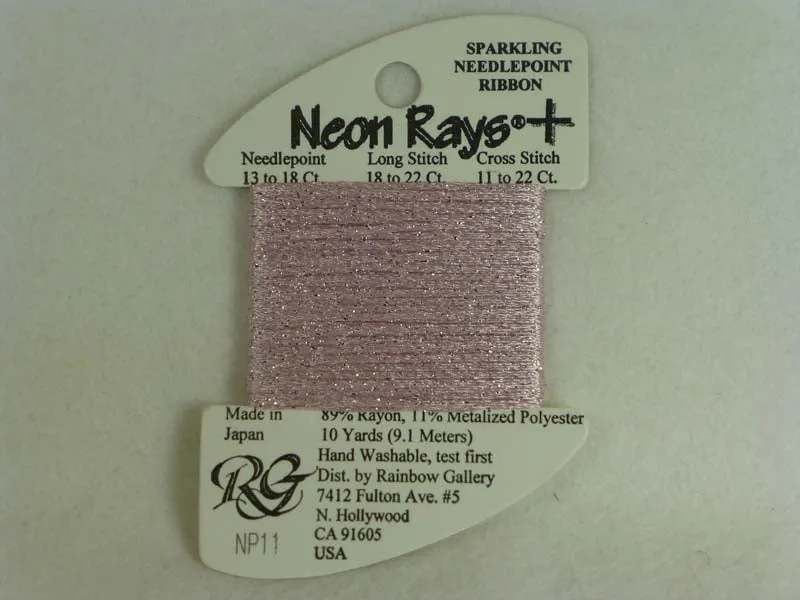 SPARKLING
NEEDLEPOINT
RIBBON
Neon Rays®+
Needlepoint Long Stitch Cross Stitch
13 to 18 Ct. 18 to 22 Ct. 11 to 22 Ct.
Made in 89% Rayon, 11% Metalized Polyester
Japan 10 Yards (9.1 Meters)
Hand Washable, test first
RG Dist. by Rainbow Gallery
7412 Fulton Ave. #5
N. Hollywood
NP11 CA 91605
USA